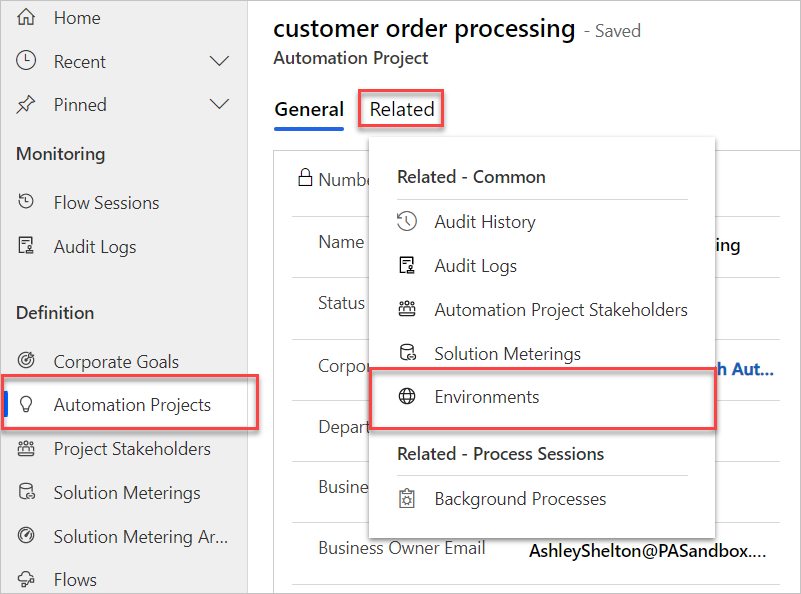 Home
Recent
Pinned
Monitoring
Flow Sessions
Audit Logs
Definition
Corporate Goals
Automation Projects
Project Stakeholders
Solution Meterings
Solution Metering Ar...
Flows
customer order processing - Saved
Automation Project
General Related
Numbe
Name
ing
Status
Corpor
h Aut...
Depart
Busine
Business Owner Email AshleyShelton@PASandbox....
Related - Common
Audit History
Audit Logs
Automation Project Stakeholders
Solution Meterings
Environments
Related - Process Sessions
Background Processes